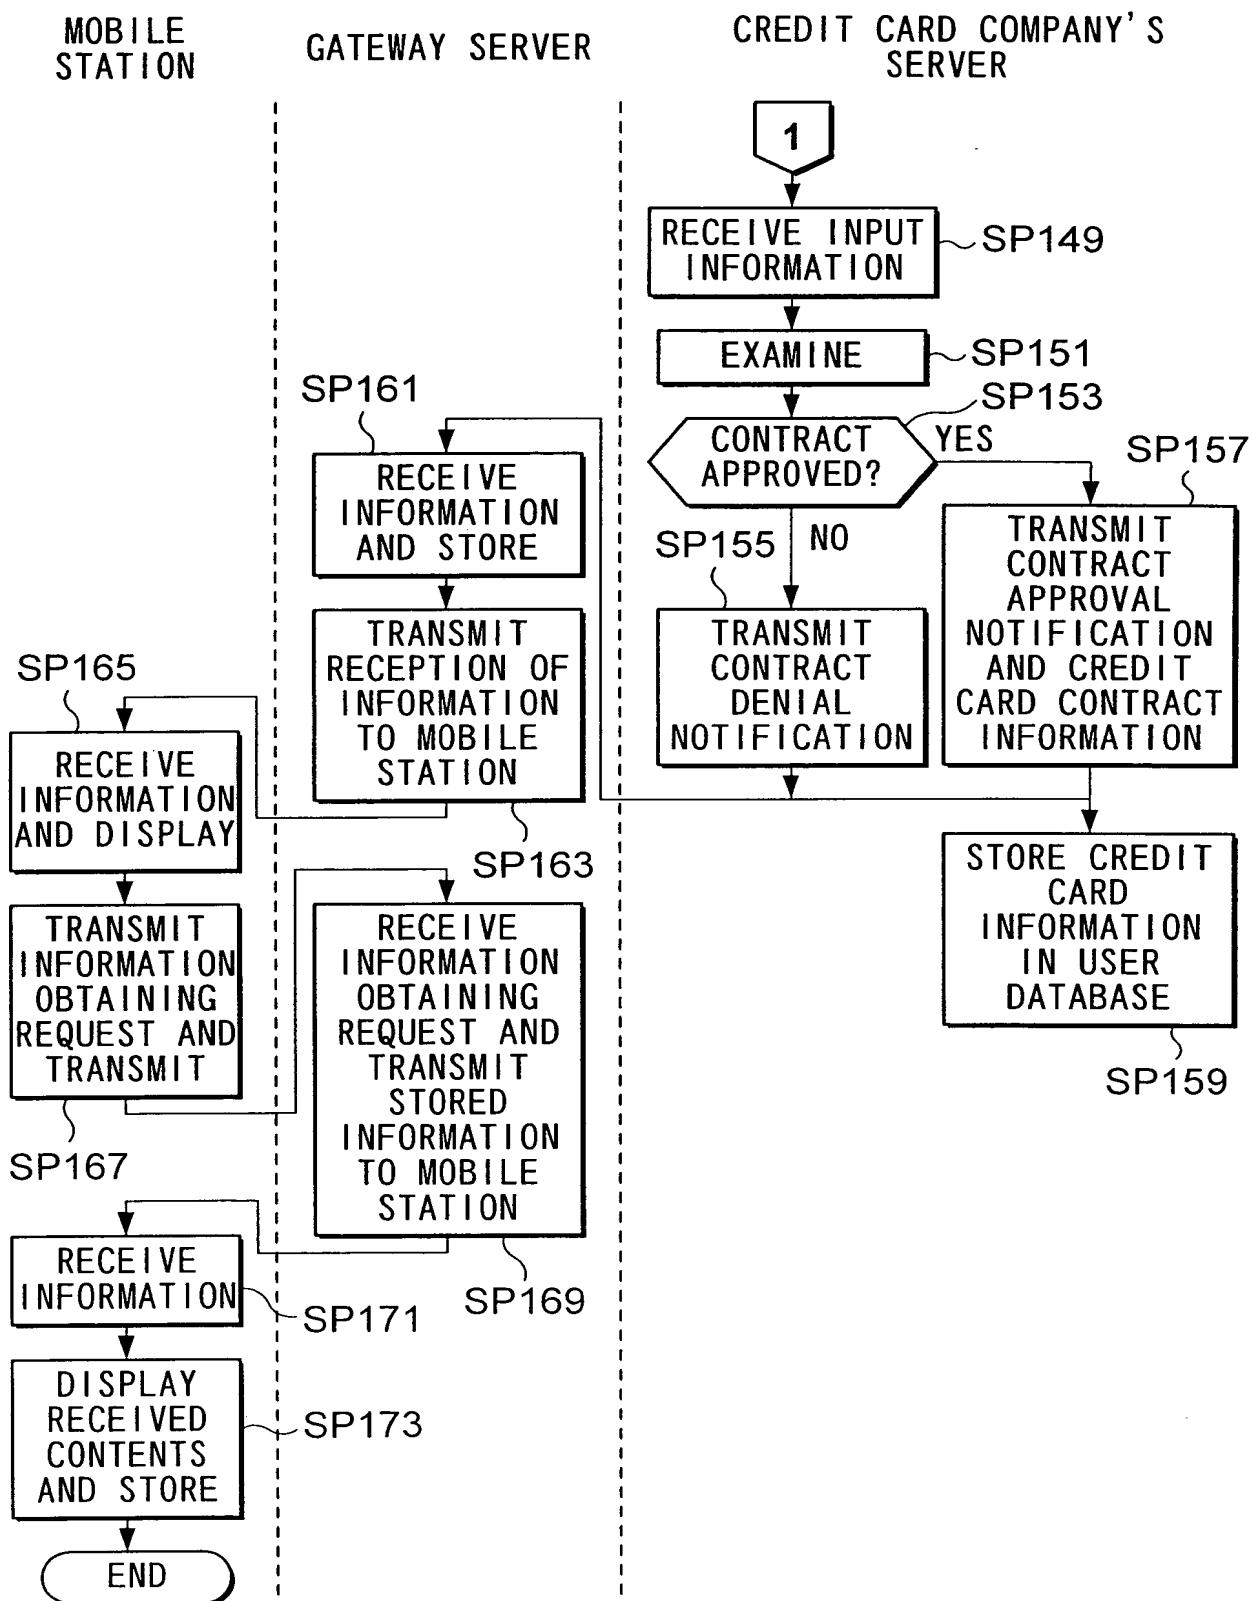 MOBILE
STATION
GATEWAY SERVER
CREDIT CARD COMPANY'S
SERVER
1
RECEIVE INPUT
INFORMATION
SP149
EXAMINE
SP151
SP153
CONTRACT
APPROVED?
YES
NO
SP155
TRANSMIT
CONTRACT
DENIAL
NOTIFICATION
SP157
TRANSMIT
CONTRACT
APPROVAL
NOTIFICATION
AND CREDIT
CARD CONTRACT
INFORMATION
STORE CREDIT
CARD
INFORMATION
IN USER
DATABASE
SP159
SP161
RECEIVE
INFORMATION
AND STORE
TRANSMIT
RECEPTION OF
INFORMATION
TO MOBILE
STATION
SP163
SP165
RECEIVE
INFORMATION
AND DISPLAY
TRANSMIT
INFORMATION
OBTAINING
REQUEST AND
TRANSMIT
SP167
RECEIVE
INFORMATION
OBTAINING
REQUEST AND
TRANSMIT
STORED
INFORMATION
TO MOBILE
STATION
SP169
RECEIVE
INFORMATION
SP171
DISPLAY
RECEIVED
CONTENTS
AND STORE
SP173
END